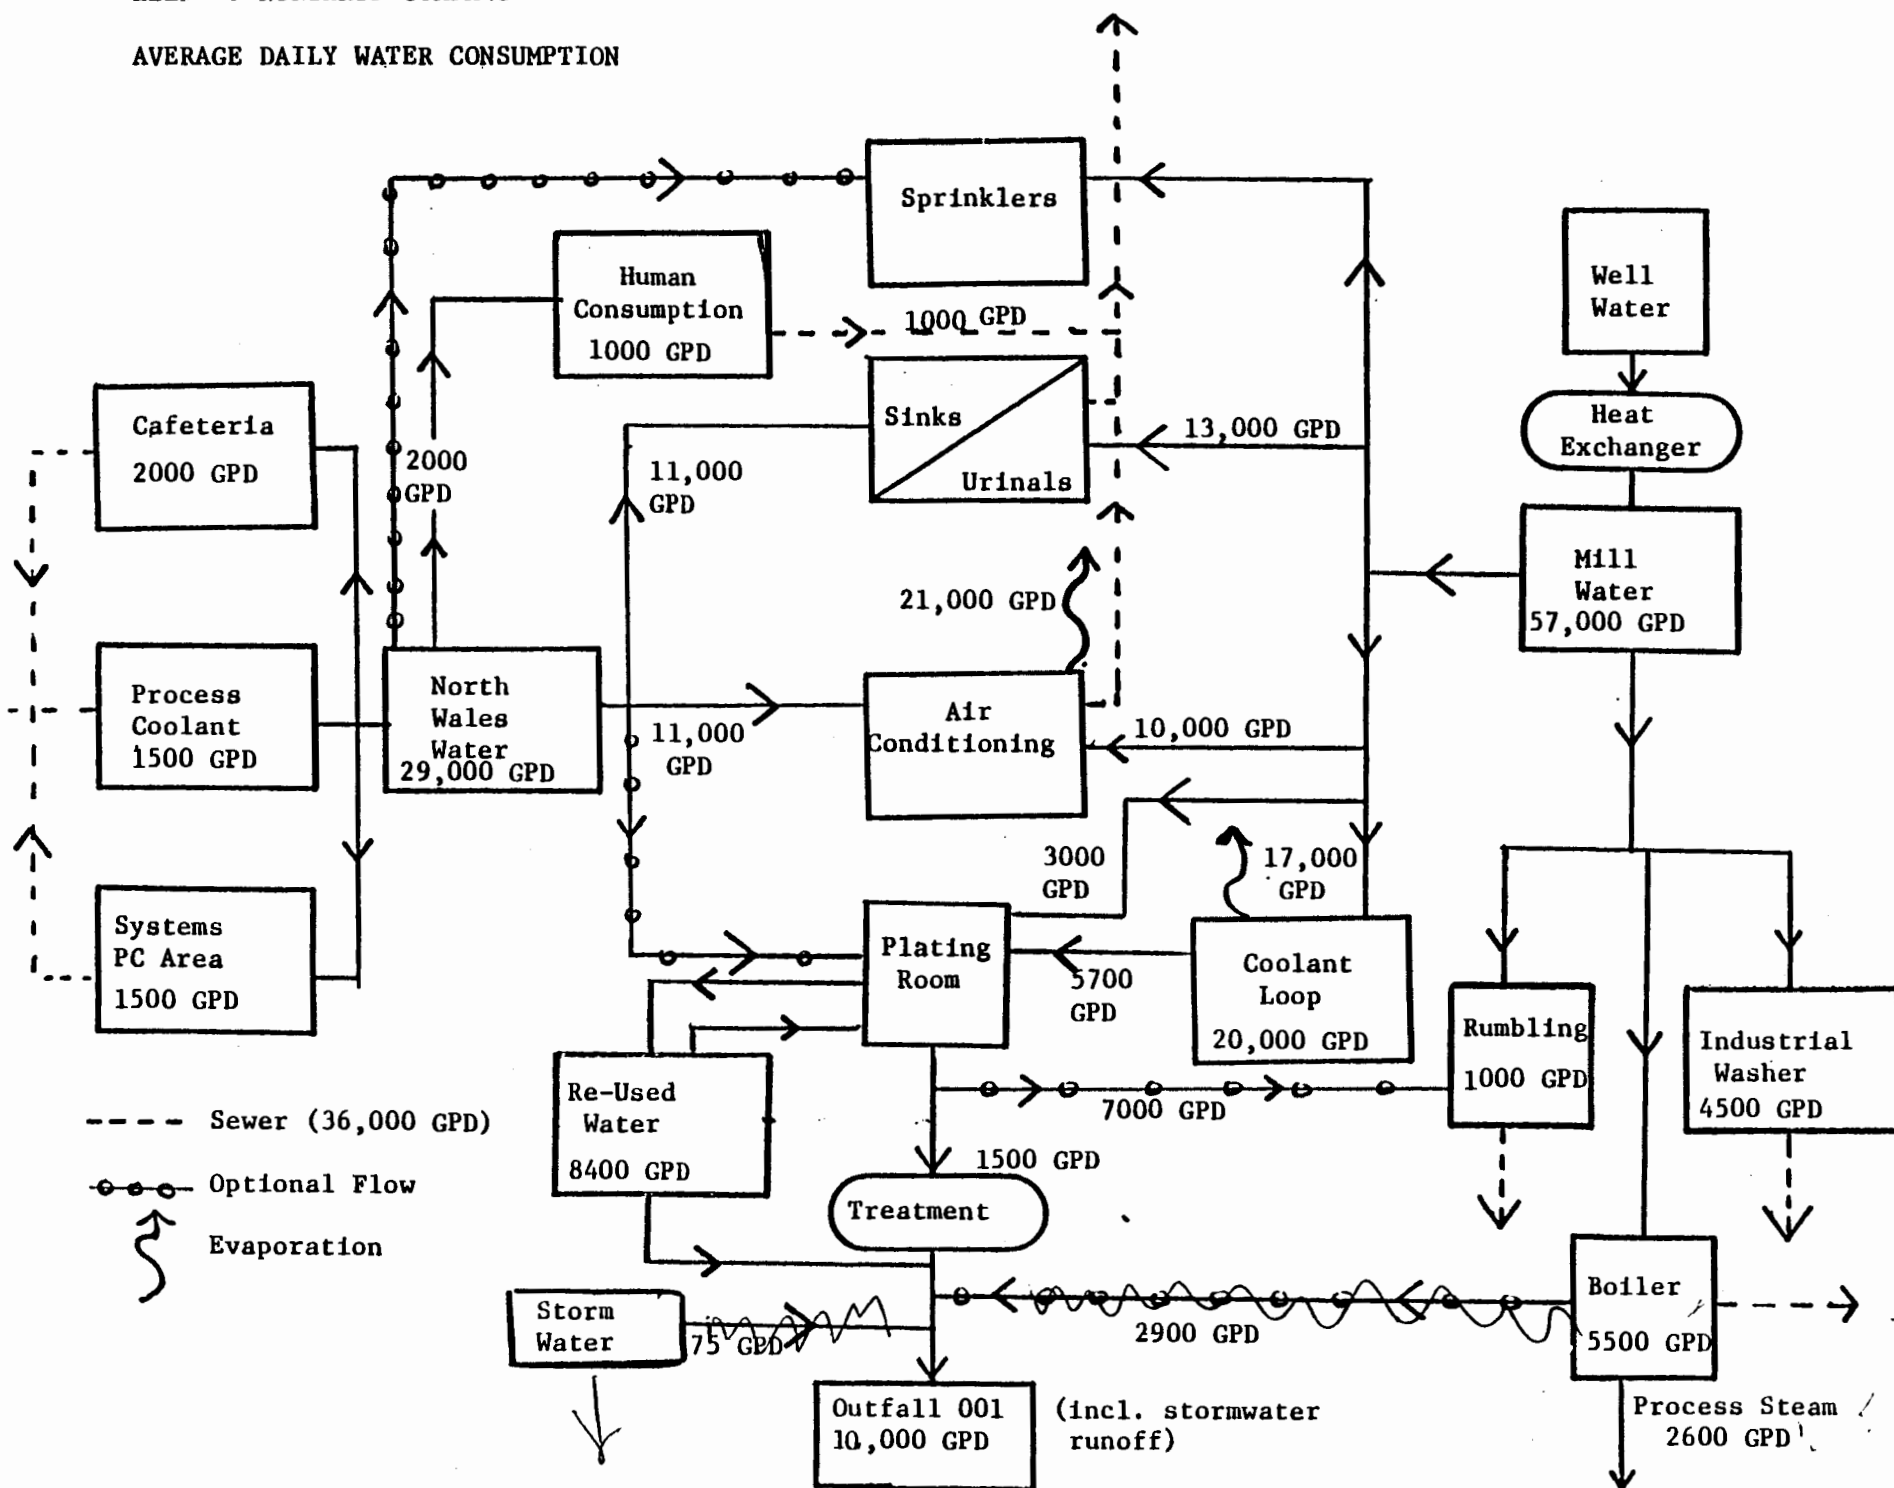 AVERAGE DAILY WATER CONSUMPTION
Sprinklers
Human
Consumption
1000 GPD
1000 GPD
Well
Water
Heat
Exchanger
Cafeteria
2000 GPD
2000
GPD
11,000
GPD
Sinks
Urinals
13,000 GPD
Mill
Water
57,000 GPD
21,000 GPD
Process
Coolant
1500 GPD
North
Wales
Water
29,000 GPD
11,000
GPD
Air
Conditioning
10,000 GPD
3000
GPD
17,000
GPD
Systems
PC Area
1500 GPD
Plating
Room
5700
GPD
Coolant
Loop
20,000 GPD
Rumbling
1000 GPD
Industrial
Washer
4500 GPD
Re-Used
Water
8400 GPD
7000 GPD
Sewer (36,000 GPD)
Optional Flow
Evaporation
1500 GPD
Treatment
Storm
Water
75 GPD
2900 GPD
Boiler
5500 GPD
Outfall 001
10,000 GPD
(incl. stormwater
runoff)
Process Steam
2600 GPD